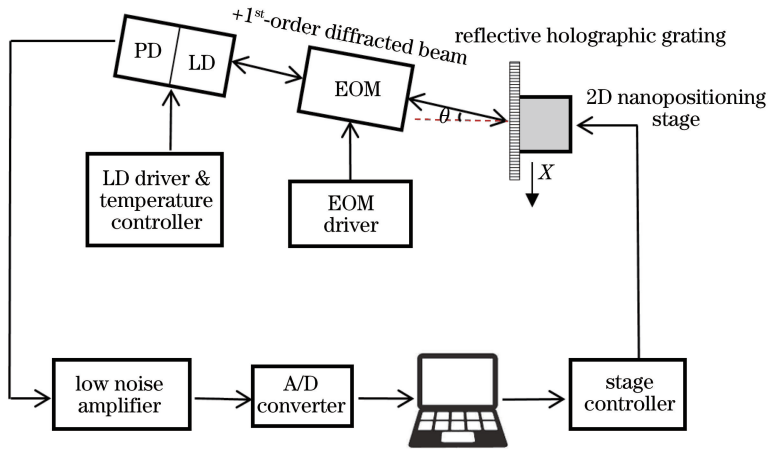 +1st-order diffracted beam
reflective holographic grating
PD
LD
EOM
θ
2D nanopositioning
stage
X
LD driver &
temperature
controller
EOM
driver
low noise
amplifier
A/D
converter
stage
controller